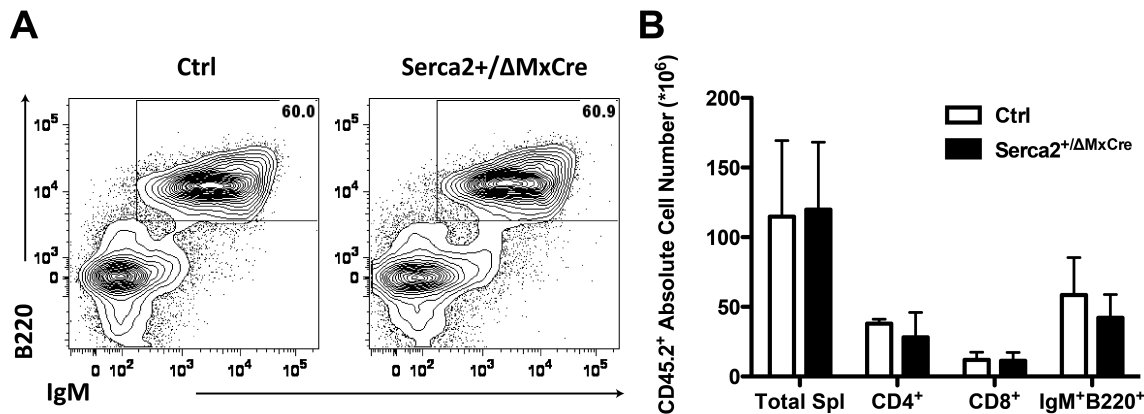 A
Ctrl
Serca2+/ΔMxCre
60.0
60.9
10⁵
10⁴
10³
0
10⁵
10⁴
10³
0
0 10² 10³ 10⁴ 10⁵
0 10² 10³ 10⁴ 10⁵
B220
IgM
B
CD45.2⁺ Absolute Cell Number (*10⁶)
200
150
100
50
0
Ctrl
Serca2⁺/ΔMxCre
Total Spl CD4⁺ CD8⁺ IgM⁺B220⁺